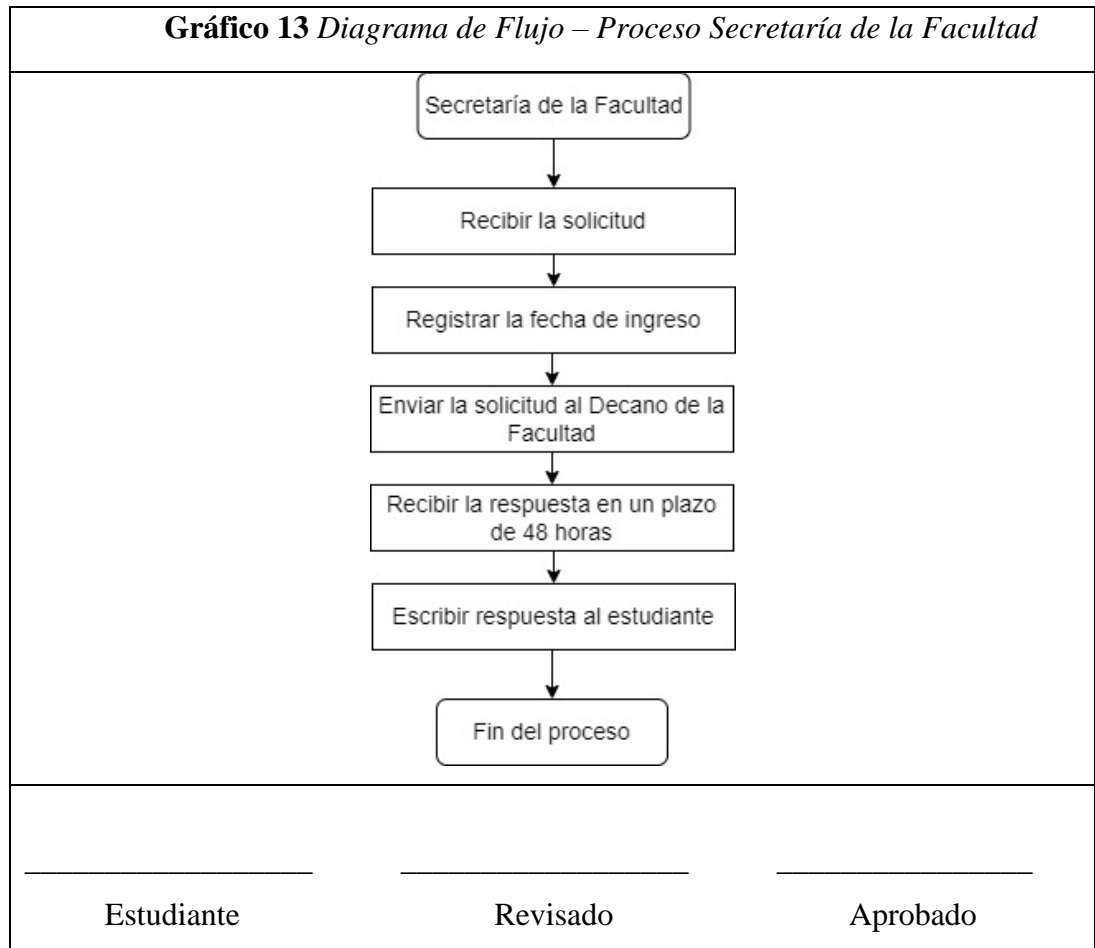 Gráfico 13 Diagrama de Flujo – Proceso Secretaría de la Facultad
Secretaría de la Facultad
Recibir la solicitud
Registrar la fecha de ingreso
Enviar la solicitud al Decano de la
Facultad
Recibir la respuesta en un plazo
de 48 horas
Escribir respuesta al estudiante
Fin del proceso
Estudiante Revisado Aprobado